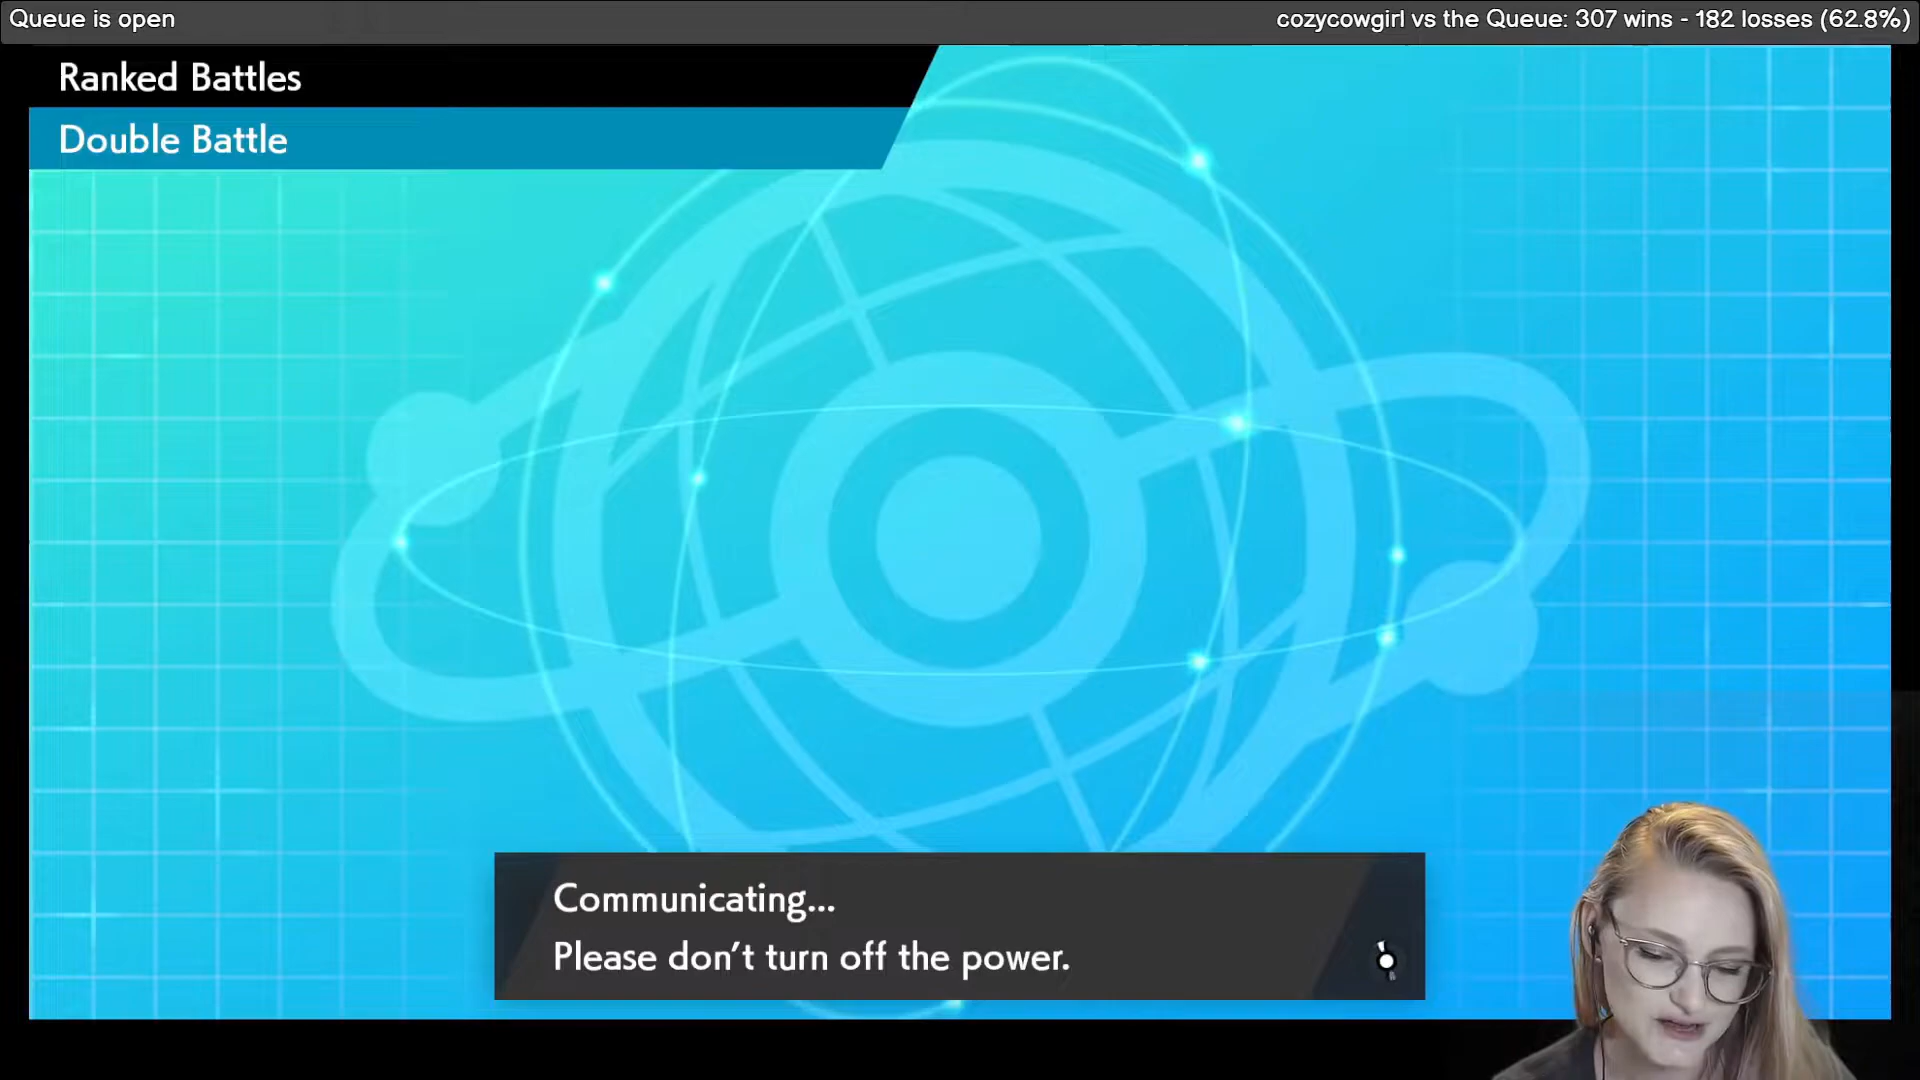 Queue is open
cozycowgirl vs the Queue: 307 wins - 182 losses (62.8%)
Ranked Battles
Double Battle
Communicating...
Please don't turn off the power.